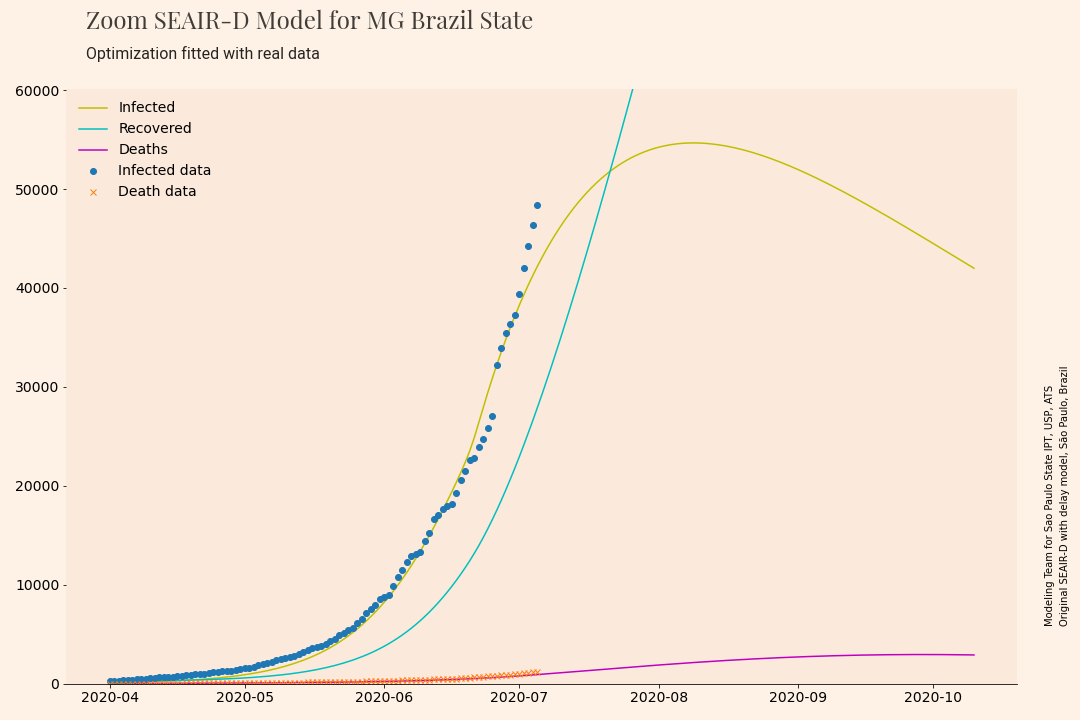 Zoom SEAIR-D Model for MG Brazil State
Optimization fitted with real data
60000
50000
40000
30000
20000
10000
0
Infected
Recovered
Deaths
Infected data
Death data
2020-04
2020-05
2020-06
2020-07
2020-08
2020-09
2020-10
Modeling Team for Sao Paulo State IPT, USP, ATS
Original SEAIR-D with delay model, São Paulo, Brazil